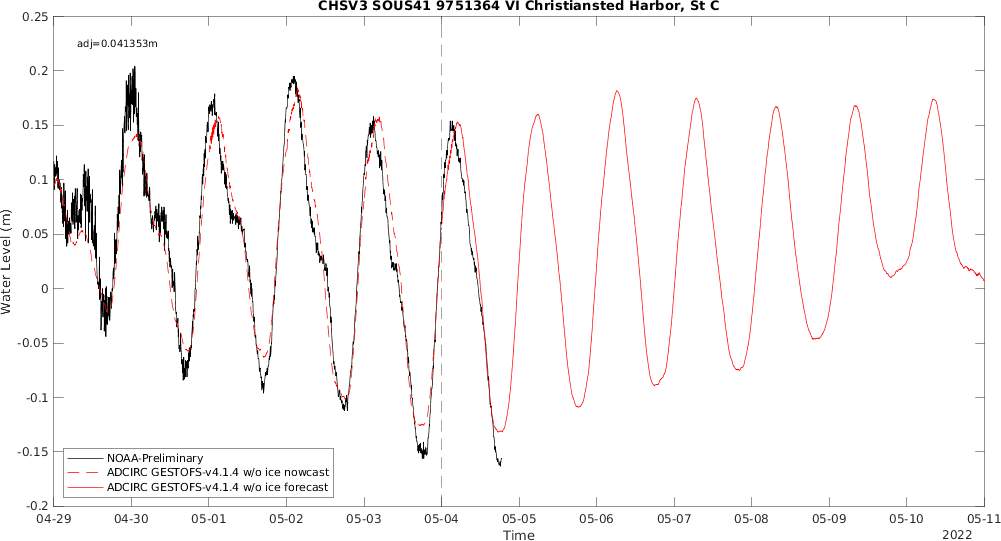 CHSV3 SOUS41 9751364 VI Christiansted Harbor, St C
adj=0.041353m
0.25
0.2
0.15
0.1
0.05
0
-0.05
-0.1
-0.15
-0.2
Water Level (m)
NOAA-Preliminary
ADCIRC GESTOFS-v4.1.4 w/o ice nowcast
ADCIRC GESTOFS-v4.1.4 w/o ice forecast
04-29 04-30 05-01 05-02 05-03 05-04 05-05 05-06 05-07 05-08 05-09 05-10 05-11
Time
2022